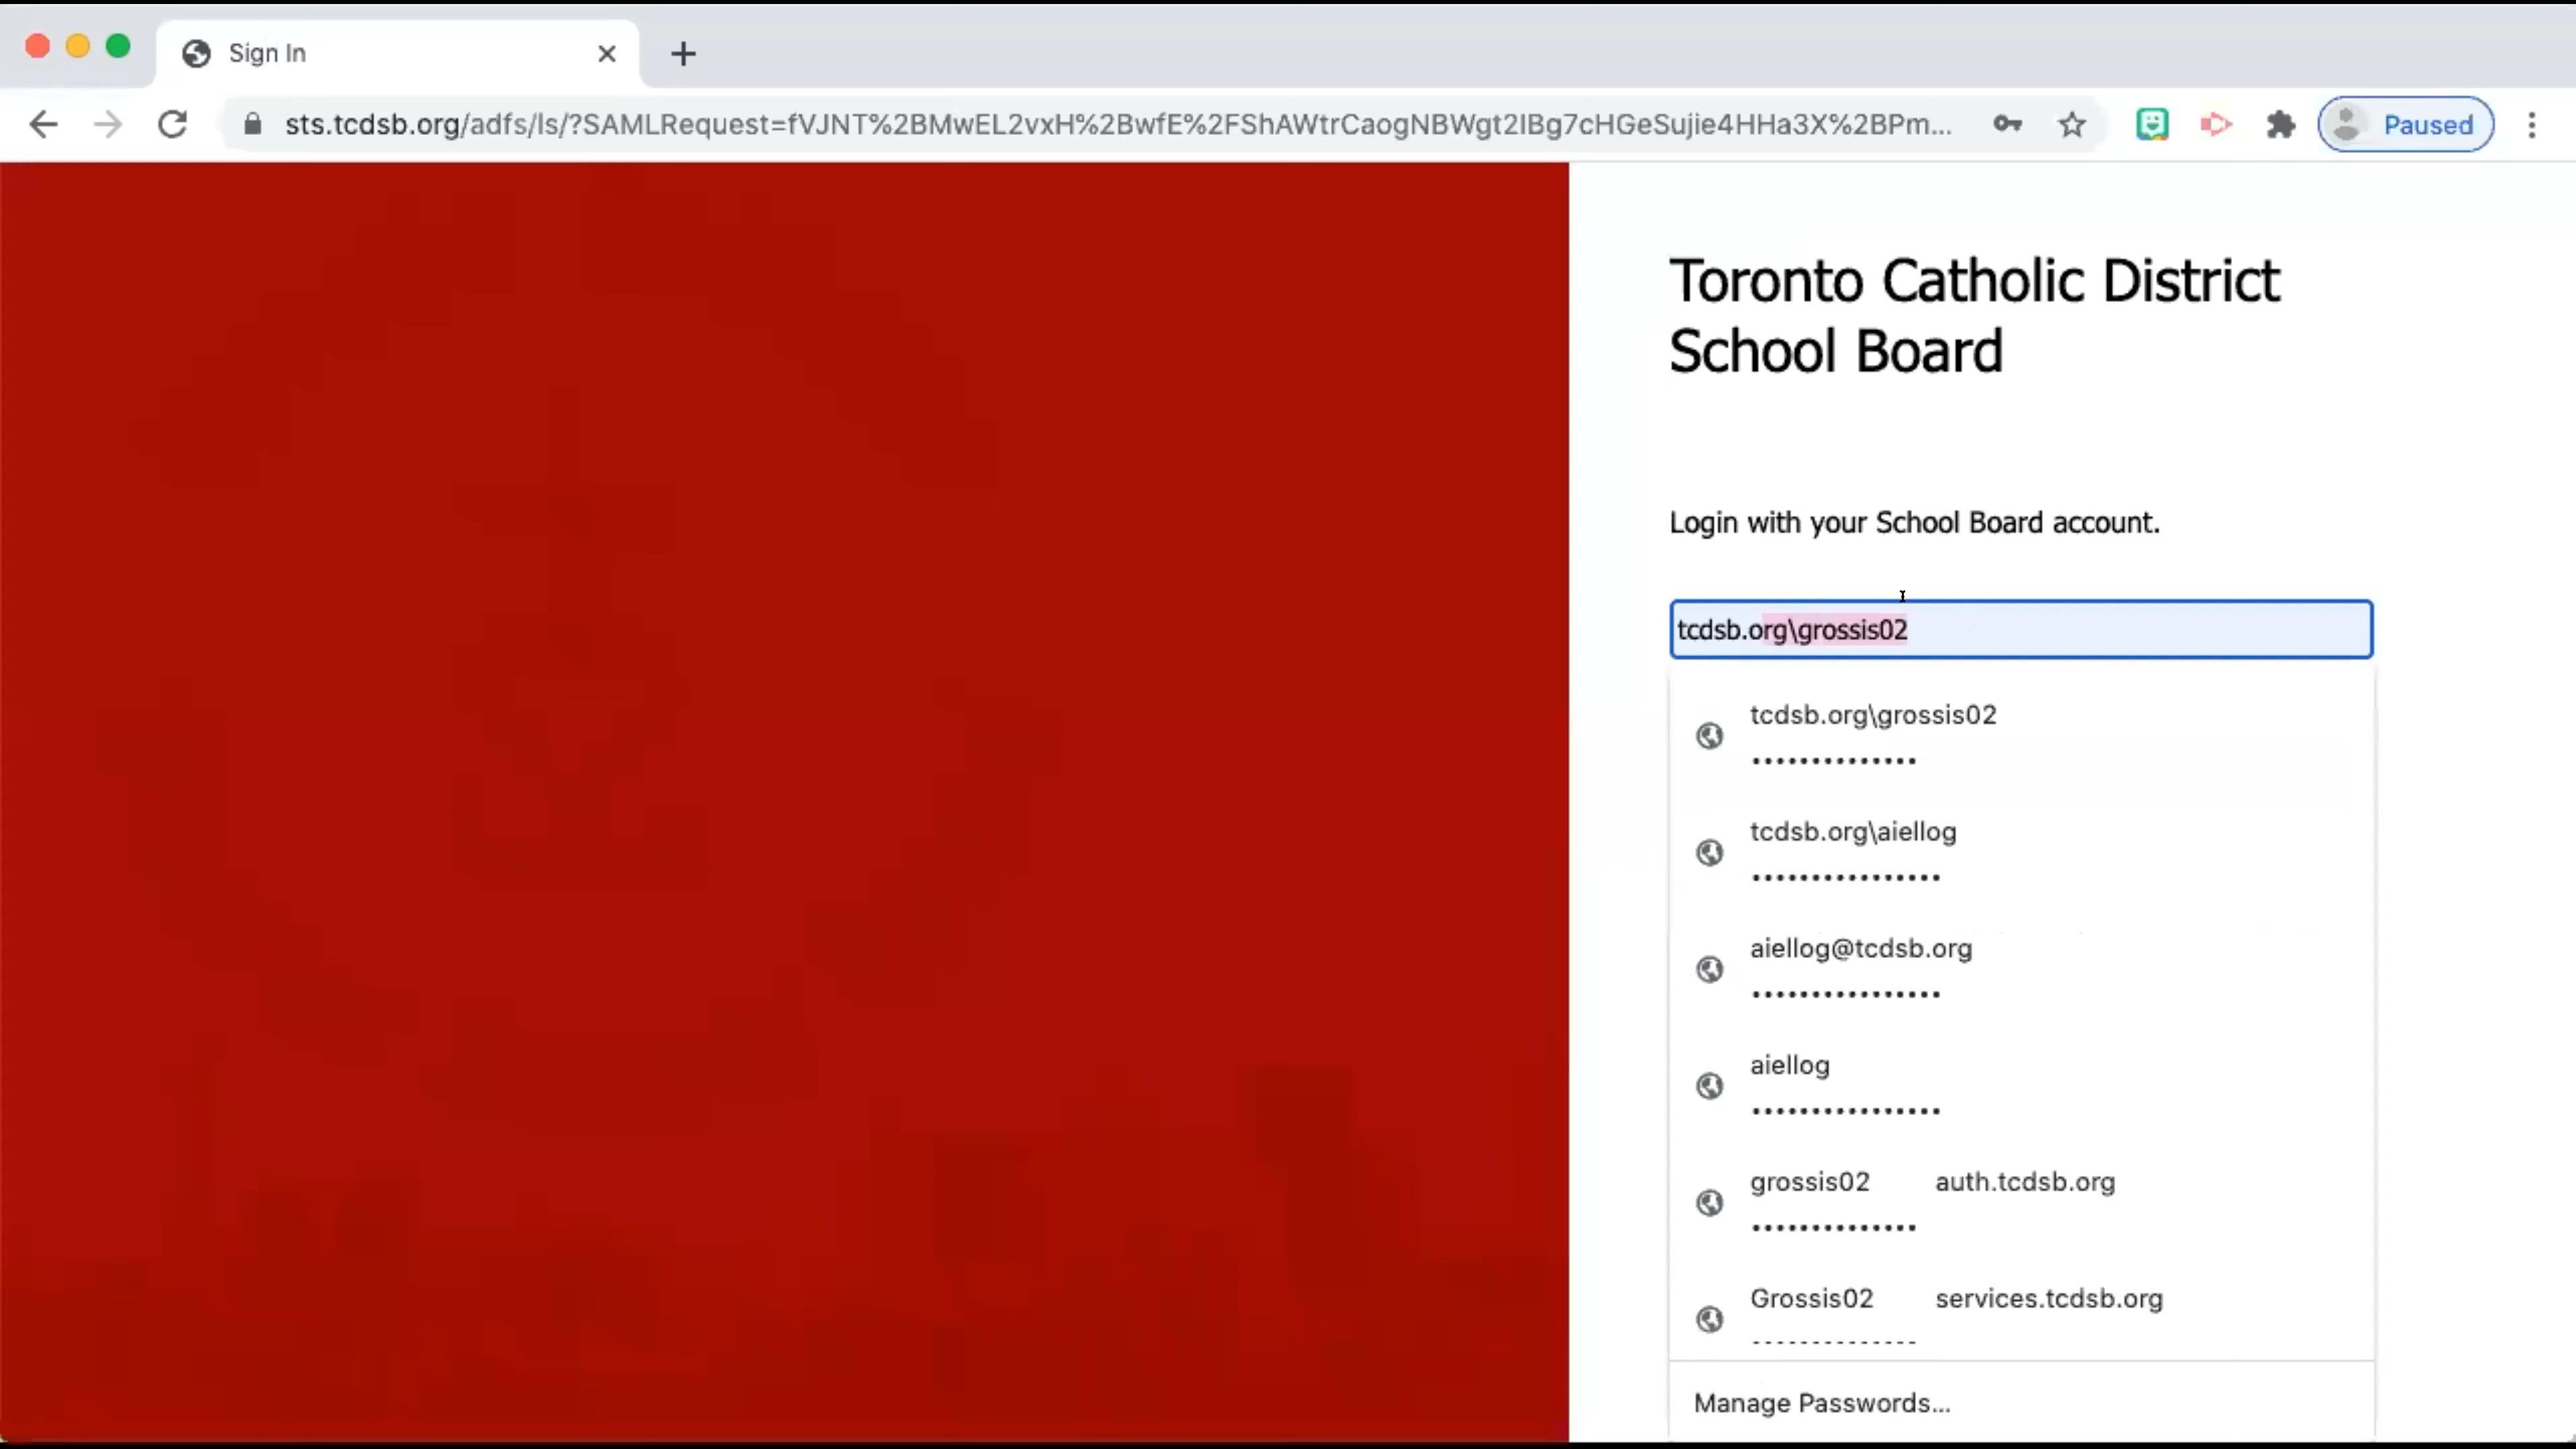 Sign In
sts.tcdsb.org/adfs/ls/?SAMLRequest=fVJNT%2BMwEL2vxH%2BwfE%2FShAWtrCaogNBWgt2IBg7cHGeSujie4HHa3X%2BPm...
Paused
Toronto Catholic District
School Board
Login with your School Board account.
tcdsb.org\grossis02
tcdsb.org\grossis02
••••••••••••••
tcdsb.org\aiellog
••••••••••••••••
aiellog@tcdsb.org
••••••••••••••••
aiellog
••••••••••••••••
grossis02 auth.tcdsb.org
••••••••••••••
Grossis02 services.tcdsb.org
Manage Passwords...